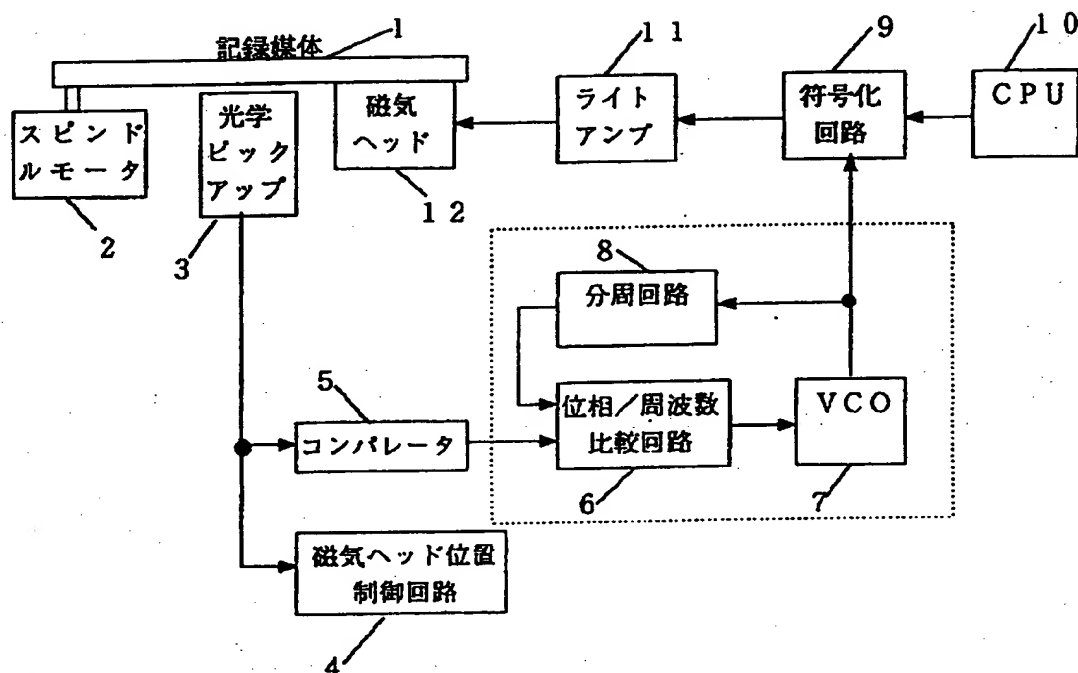 1
記録媒体
スピンド
ルモータ
2
光学
ピック
アップ
3
磁気
ヘッド
12
11
ライト
アンプ
9
符号化
回路
10
CPU
8
分周回路
5
コンパレータ
位相/周波数
比較回路
6
VCO
7
磁気ヘッド位置
制御回路
4